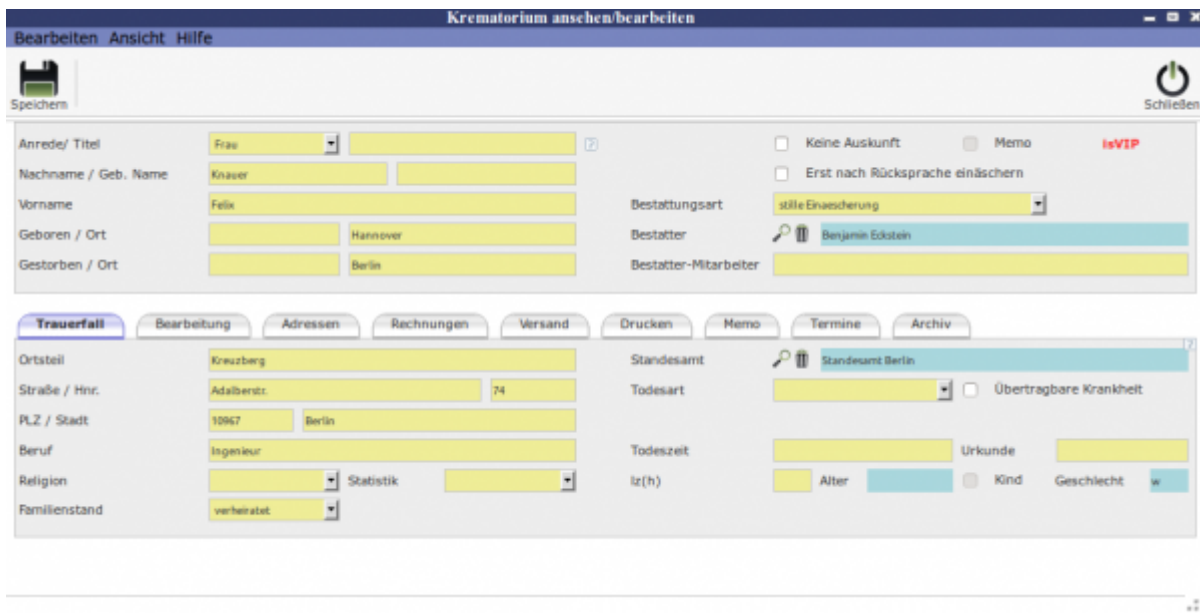 Krematorium ansehen/bearbeiten
Bearbeiten Ansicht Hilfe
Speichern
Schließen
Anrede/ Titel Frau ? Keine Auskunft Memo isVIP
Nachname / Geb. Name Knauer Erst nach Rücksprache einäschern
Vorname Felix Bestattungsart stille Einaescherung
Geboren / Ort Hannover Bestatter Benjamin Eckstein
Gestorben / Ort Berlin Bestatter-Mitarbeiter
Trauerfall Bearbeitung Adressen Rechnungen Versand Drucken Memo Termine Archiv
?
Ortsteil Kreuzberg Standesamt Standesamt Berlin
Straße / Hnr. Adalberstr. 74 Todesart Übertragbare Krankheit
PLZ / Stadt 10967 Berlin
Beruf Ingenieur Todeszeit Urkunde
Religion Statistik Iz(h) Alter Kind Geschlecht w
Familienstand verheiratet